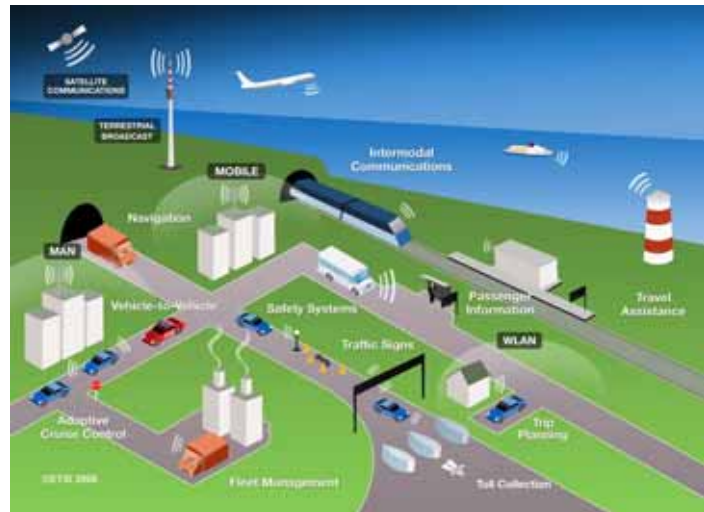 SATELLITE
COMMUNICATIONS
TERRESTRIAL
BROADCAST
MOBILE
Intermodal
Communications
Navigation
MAN
Vehicle-to-Vehicle
Safety Systems
Passenger
Information
Travel
Assistance
Traffic Signs
WLAN
Adaptive
Cruise Control
Trip
Planning
Fleet Management
Toll Collection